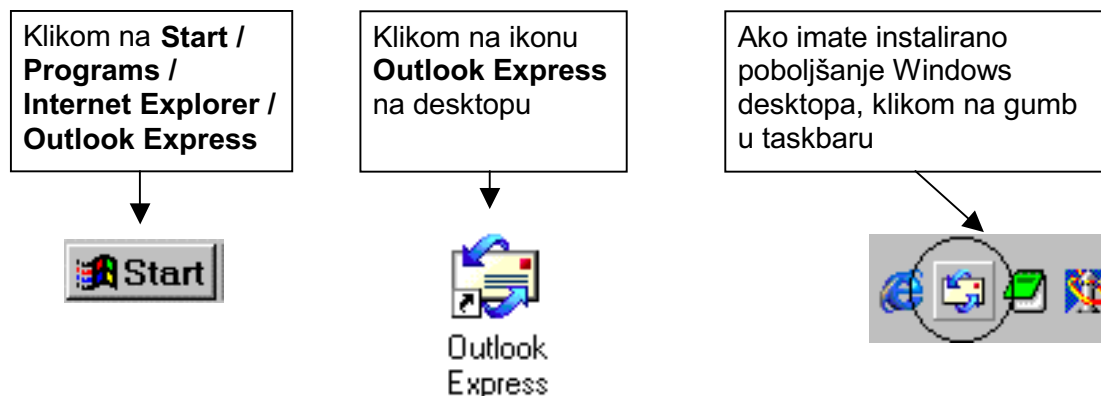 Klikom na Start /
Programs /
Internet Explorer /
Outlook Express
Klikom na ikonu
Outlook Express
na desktopu
Ako imate instalirano
poboljšanje Windows
desktopa, klikom na gumb
u taskbaru
Start
Outlook
Express